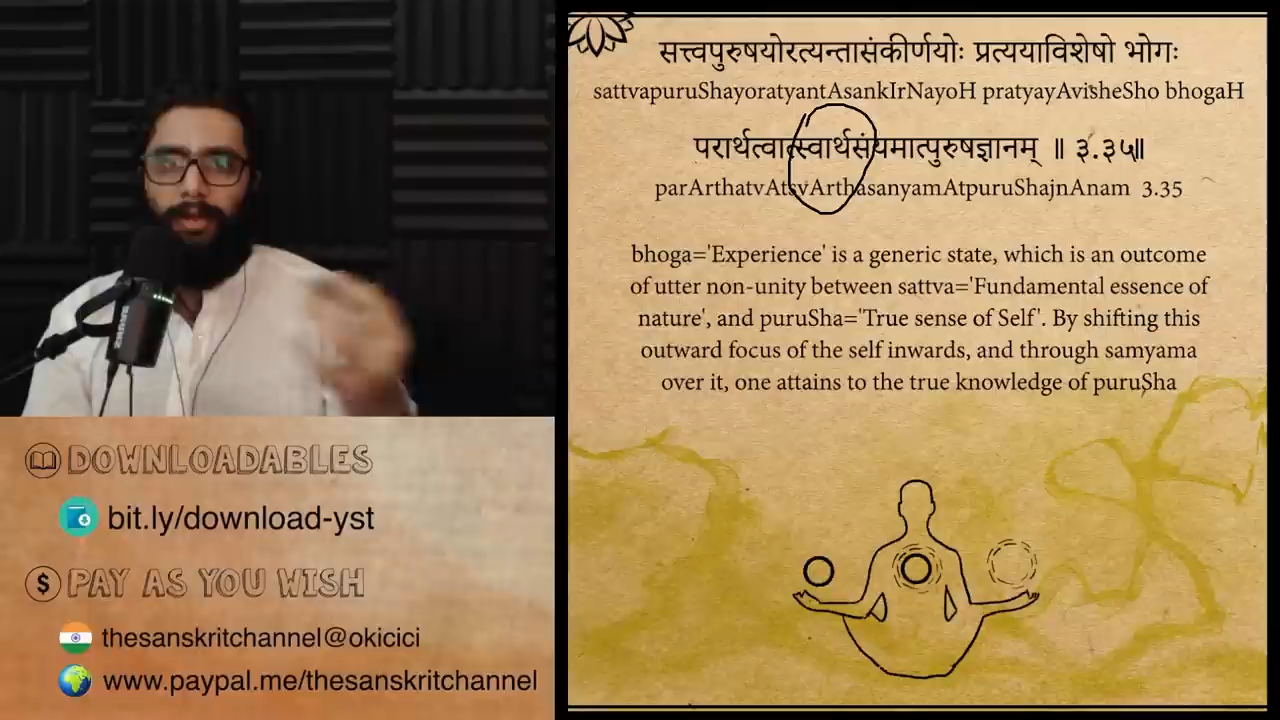 DOWNLOADABLES
bit.ly/download-yst
PAY AS YOU WISH
thesanskritchannel@okicici
www.paypal.me/thesanskritchannel
सत्त्वपुरुषयोरत्यन्तासंकीर्णयोः प्रत्ययाविशेषो भोगः
sattvapuruShayoratyantAsankIrNayoH pratyayAvisheSho bhogaH
परार्थत्वात्स्वार्थसंयमात्पुरुषज्ञानम् ॥ ३.३५॥
parArthatvAtsvArthasanyamAtpuruShajnAnam 3.35
bhoga='Experience' is a generic state, which is an outcome
of utter non-unity between sattva='Fundamental essence of
nature', and puruSha='True sense of Self'. By shifting this
outward focus of the self inwards, and through samyama
over it, one attains to the true knowledge of puruSha